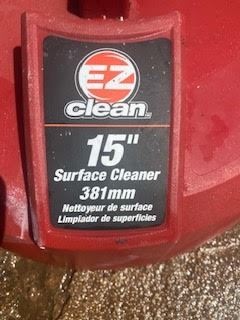 EZ
clean
15"
Surface Cleaner
381mm
Nettoyeur de surface
Limpiador de superficies